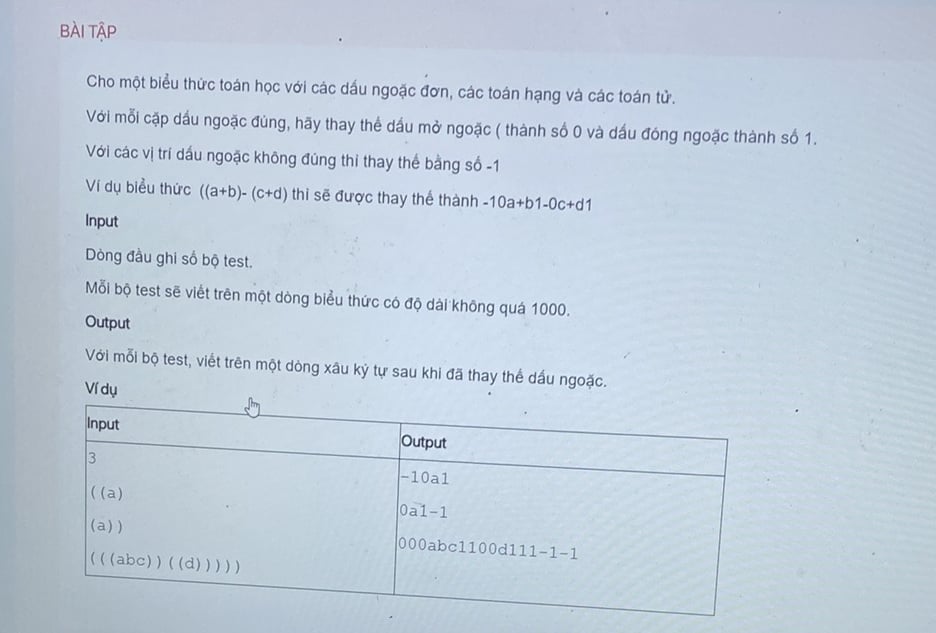 BÀI TẬP
Cho một biểu thức toán học với các dấu ngoặc đơn, các toán hạng và các toán tử.
Với mỗi cặp dấu ngoặc đúng, hãy thay thế dấu mở ngoặc ( thành số 0 và dấu đóng ngoặc thành số 1.
Với các vị trí dấu ngoặc không đúng thì thay thế bằng số -1
Ví dụ biểu thức ((a+b)- (c+d) thì sẽ được thay thế thành -10a+b1-0c+d1
Input
Dòng đầu ghi số bộ test.
Mỗi bộ test sẽ viết trên một dòng biểu thức có độ dài không quá 1000.
Output
Với mỗi bộ test, viết trên một dòng xâu ký tự sau khi đã thay thế dấu ngoặc.
Ví dụ
Input
Output
3
-10a1
((a)
0a1-1
(a))
000abc1100d111-1-1
(((abc))((d)))))